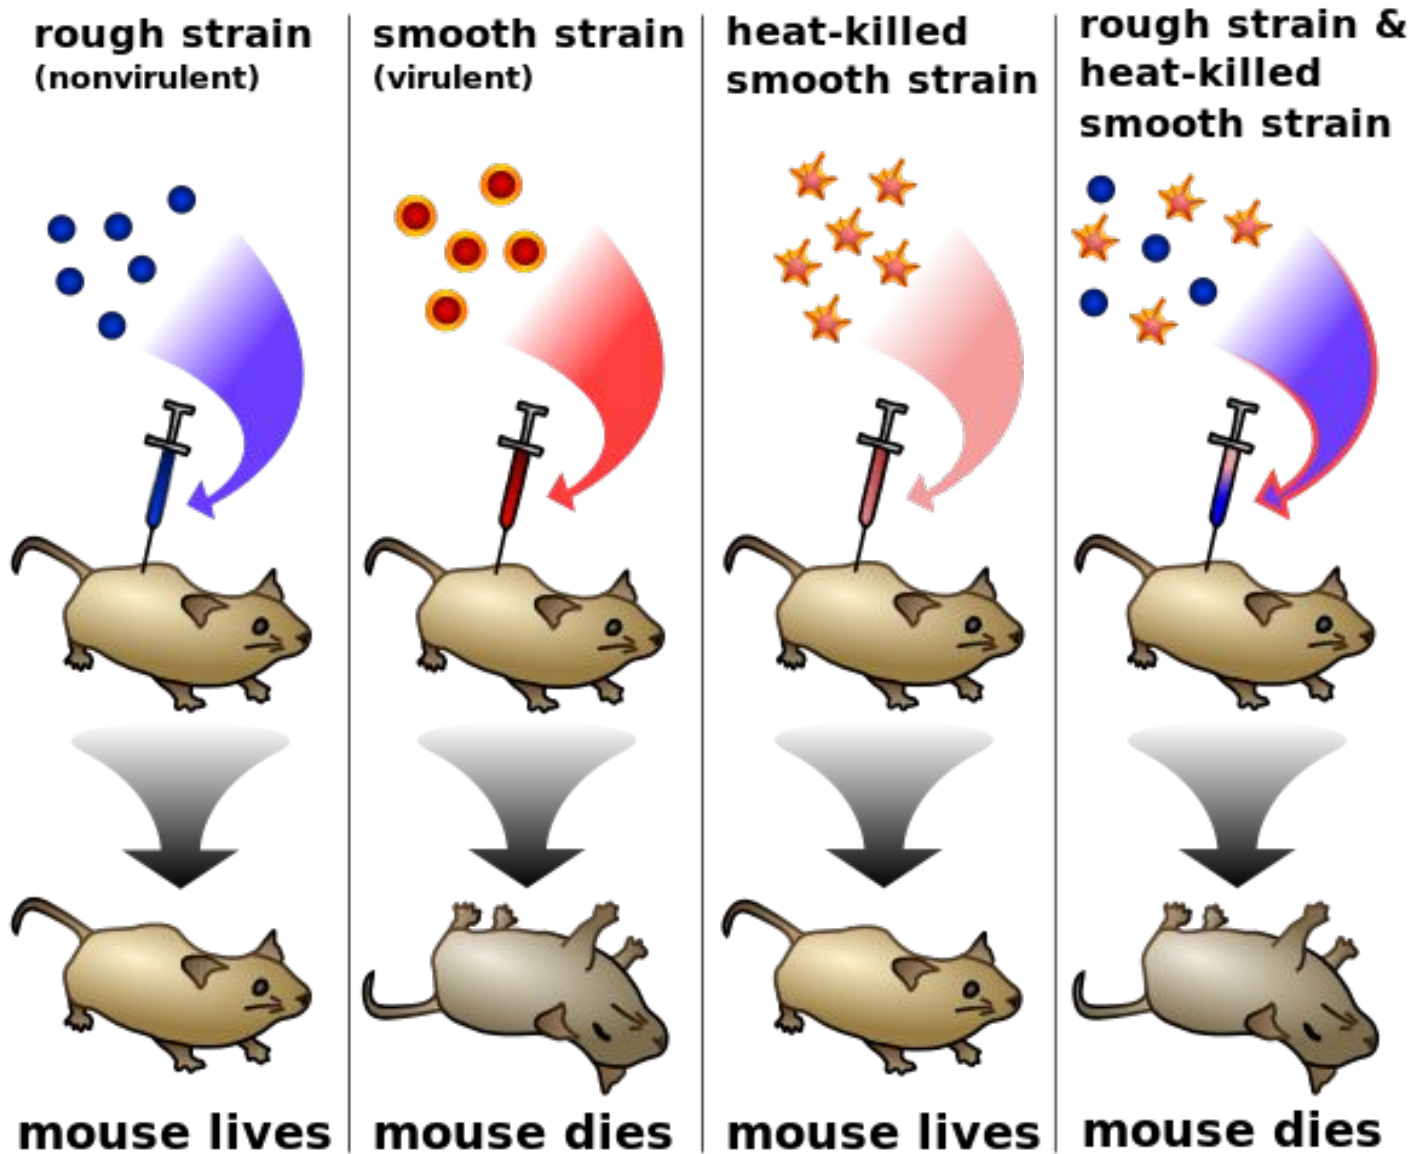 rough strain
(nonvirulent)
smooth strain
(virulent)
heat-killed
smooth strain
rough strain &
heat-killed
smooth strain
mouse lives
mouse dies
mouse lives
mouse dies